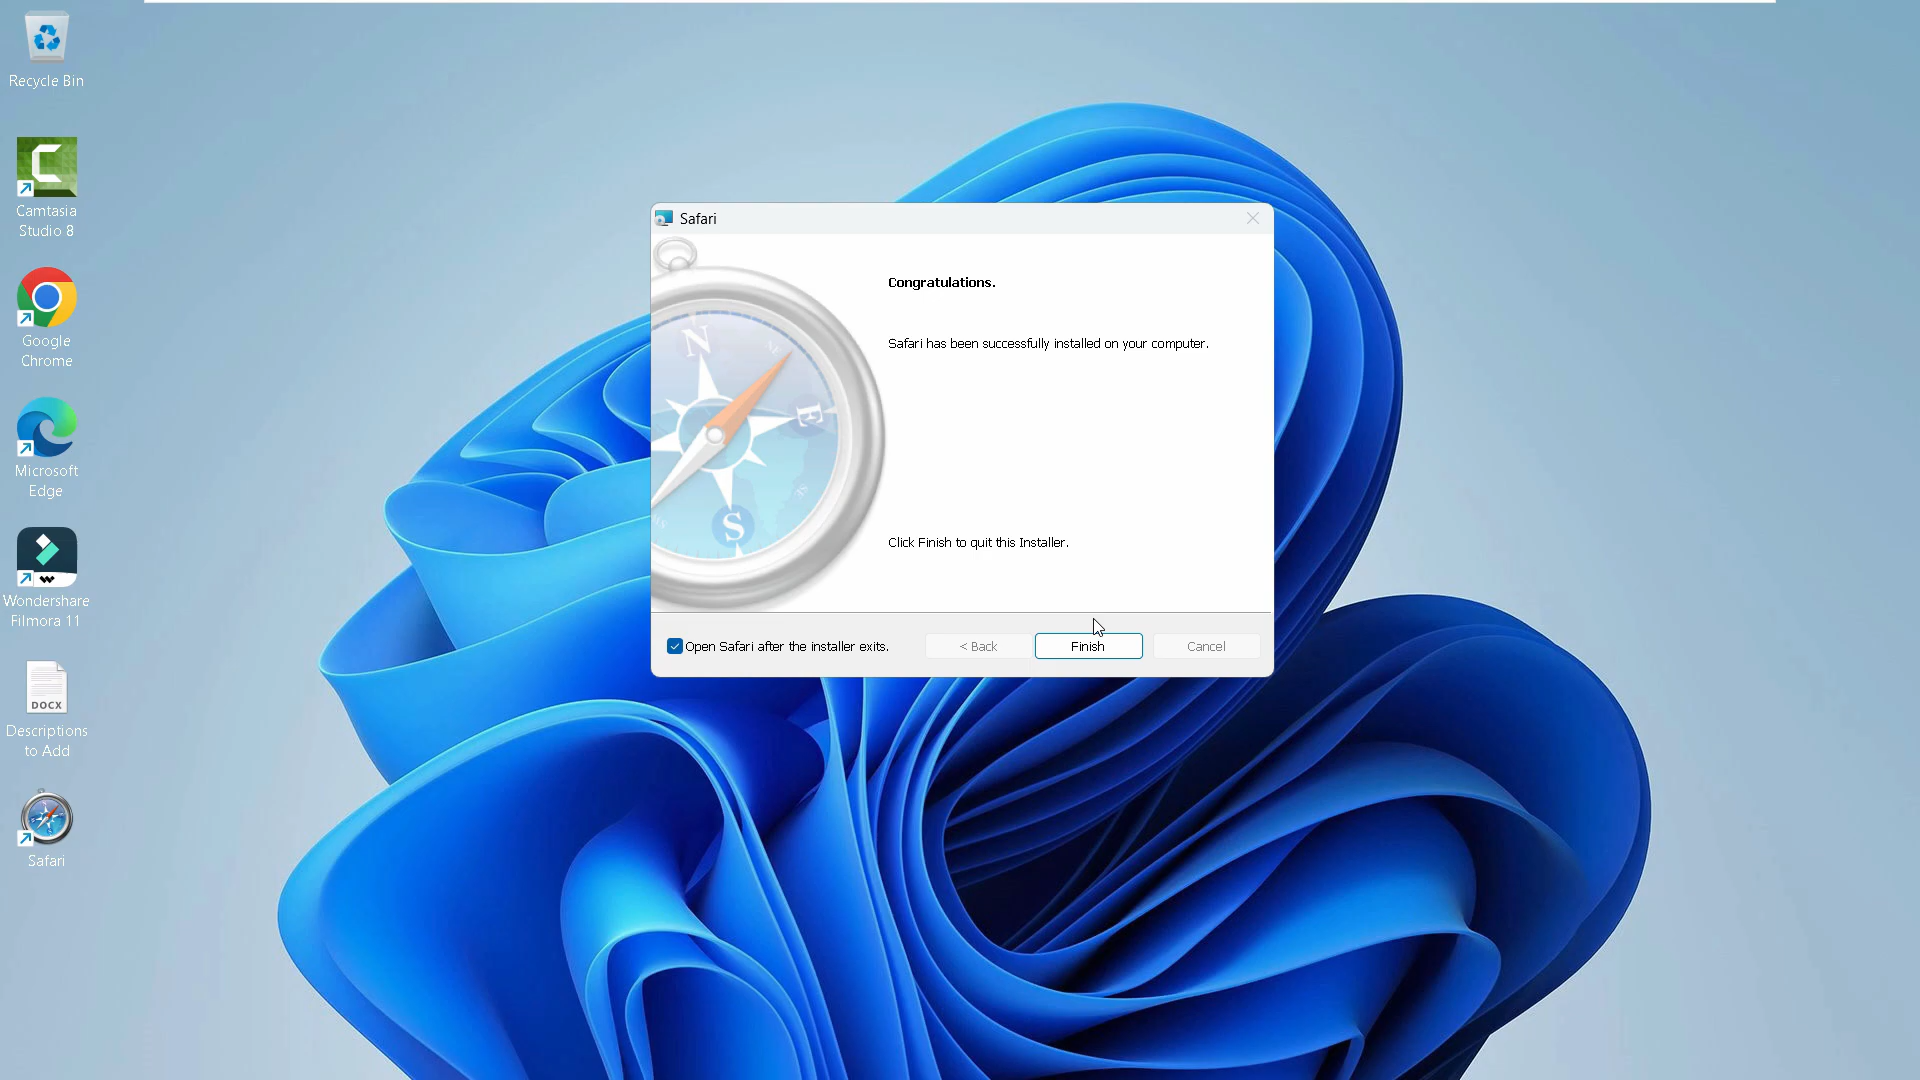 Recycle Bin
Camtasia
Studio 8
Google
Chrome
Microsoft
Edge
Wondershare
Filmora 11
DOCX
Descriptions
to Add
Safari
Safari
N
E
S
Congratulations.
Safari has been successfully installed on your computer.
Click Finish to quit this Installer.
Open Safari after the installer exits.
< Back
Finish
Cancel